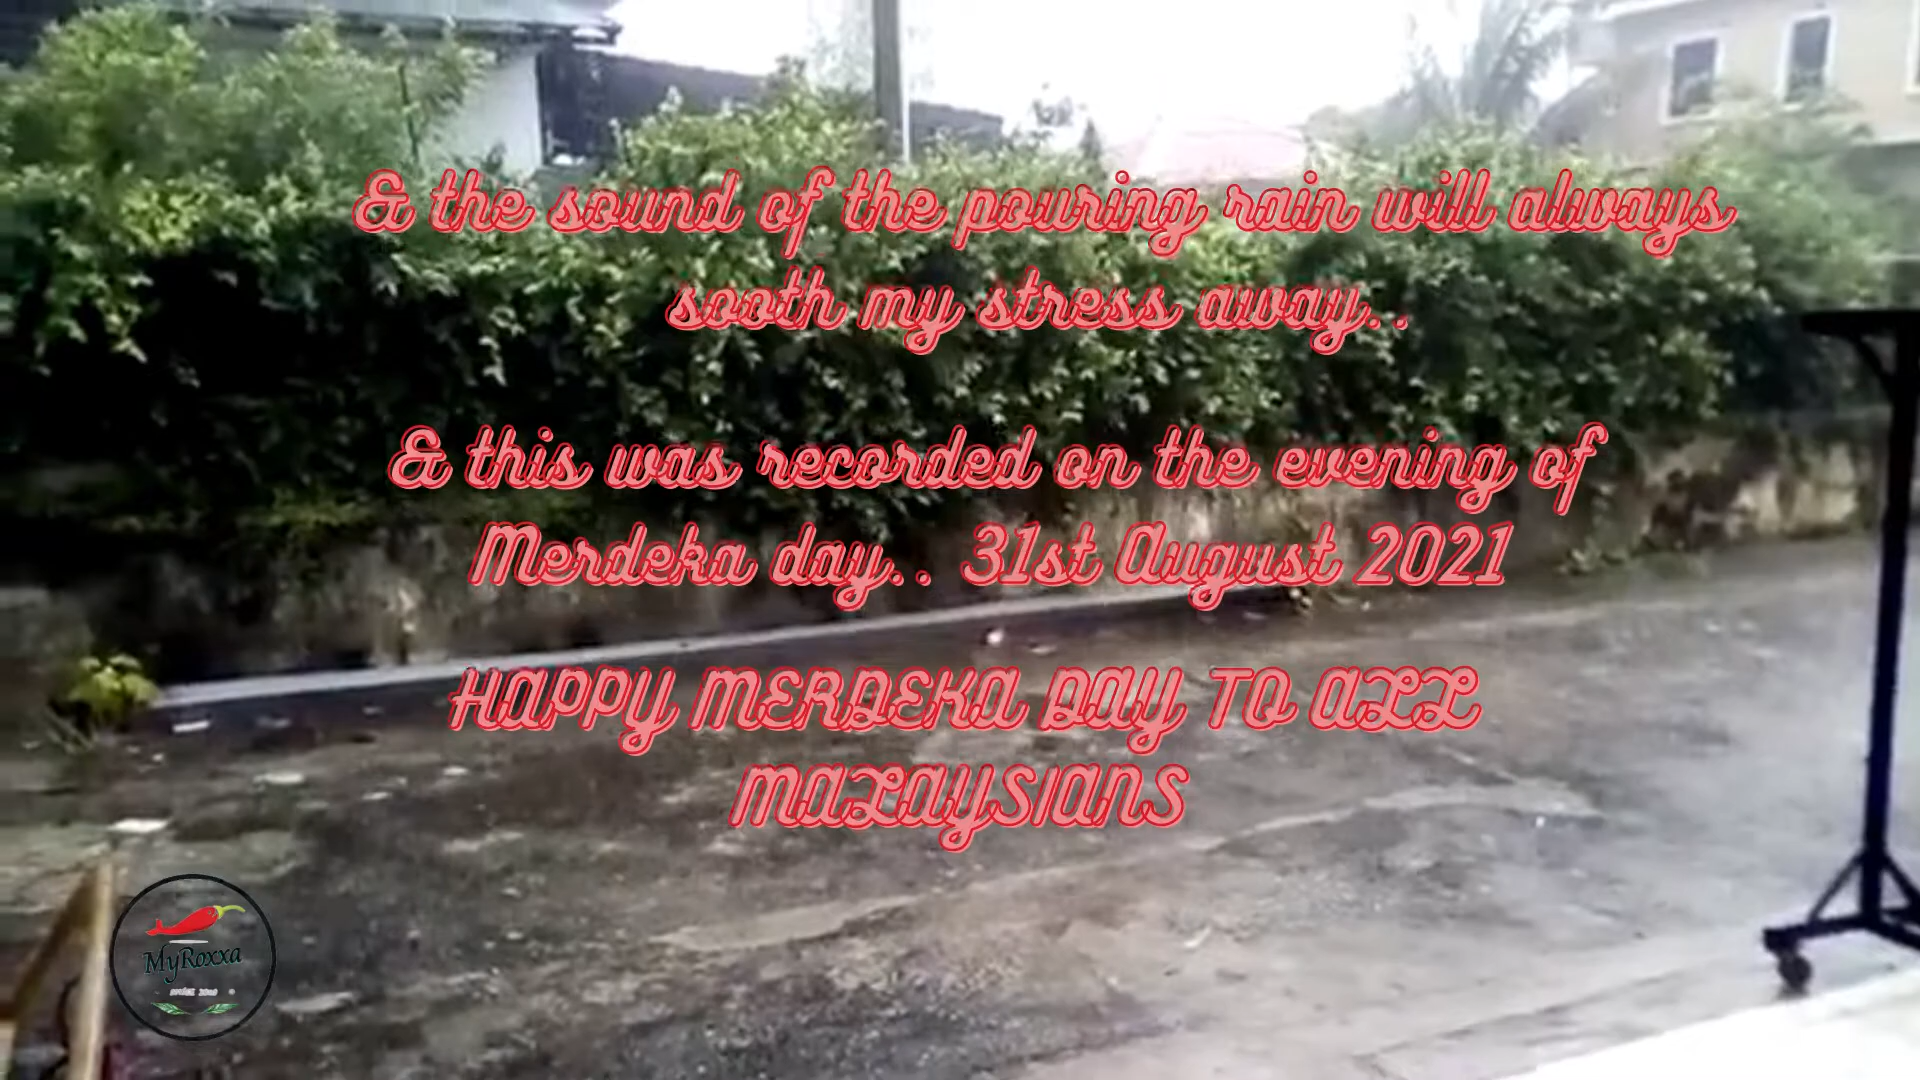 & the sound of the pouring rain will always
sooth my stress away..
& this was recorded on the evening of
Merdeka day.. 31st August 2021
HAPPY MERDEKA DAY TO ALL
MALAYSIANS
MyRoxxa